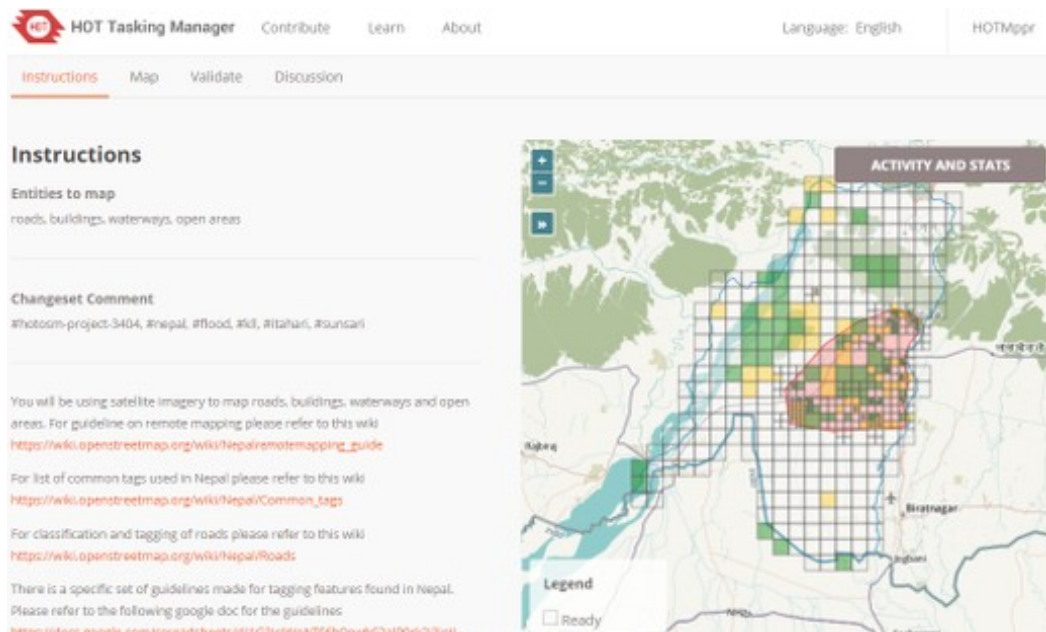 HOT Tasking Manager Contribute Learn About Language: English HOTMppr
Instructions Map Validate Discussion
Instructions
Entities to map
roads, buildings, waterways, open areas
Changeset Comment
#hotosm-project-3404, #nepal, #flood, #kll, #itahari, #sunsari
You will be using satellite imagery to map roads, buildings, waterways and open
areas. For guideline on remote mapping please refer to this wiki
https://wiki.openstreetmap.org/wiki/Nepalremotemapping_guide
For list of common tags used in Nepal please refer to this wiki
https://wiki.openstreetmap.org/wiki/Nepal/Common_tags
For classification and tagging of roads please refer to this wiki
https://wiki.openstreetmap.org/wiki/Nepal/Roads
There is a specific set of guidelines made for tagging features found in Nepal.
Please refer to the following google doc for the guidelines
ACTIVITY AND STATS
Rajbiraj
Biratnagar
Jogbani
Legend
Ready